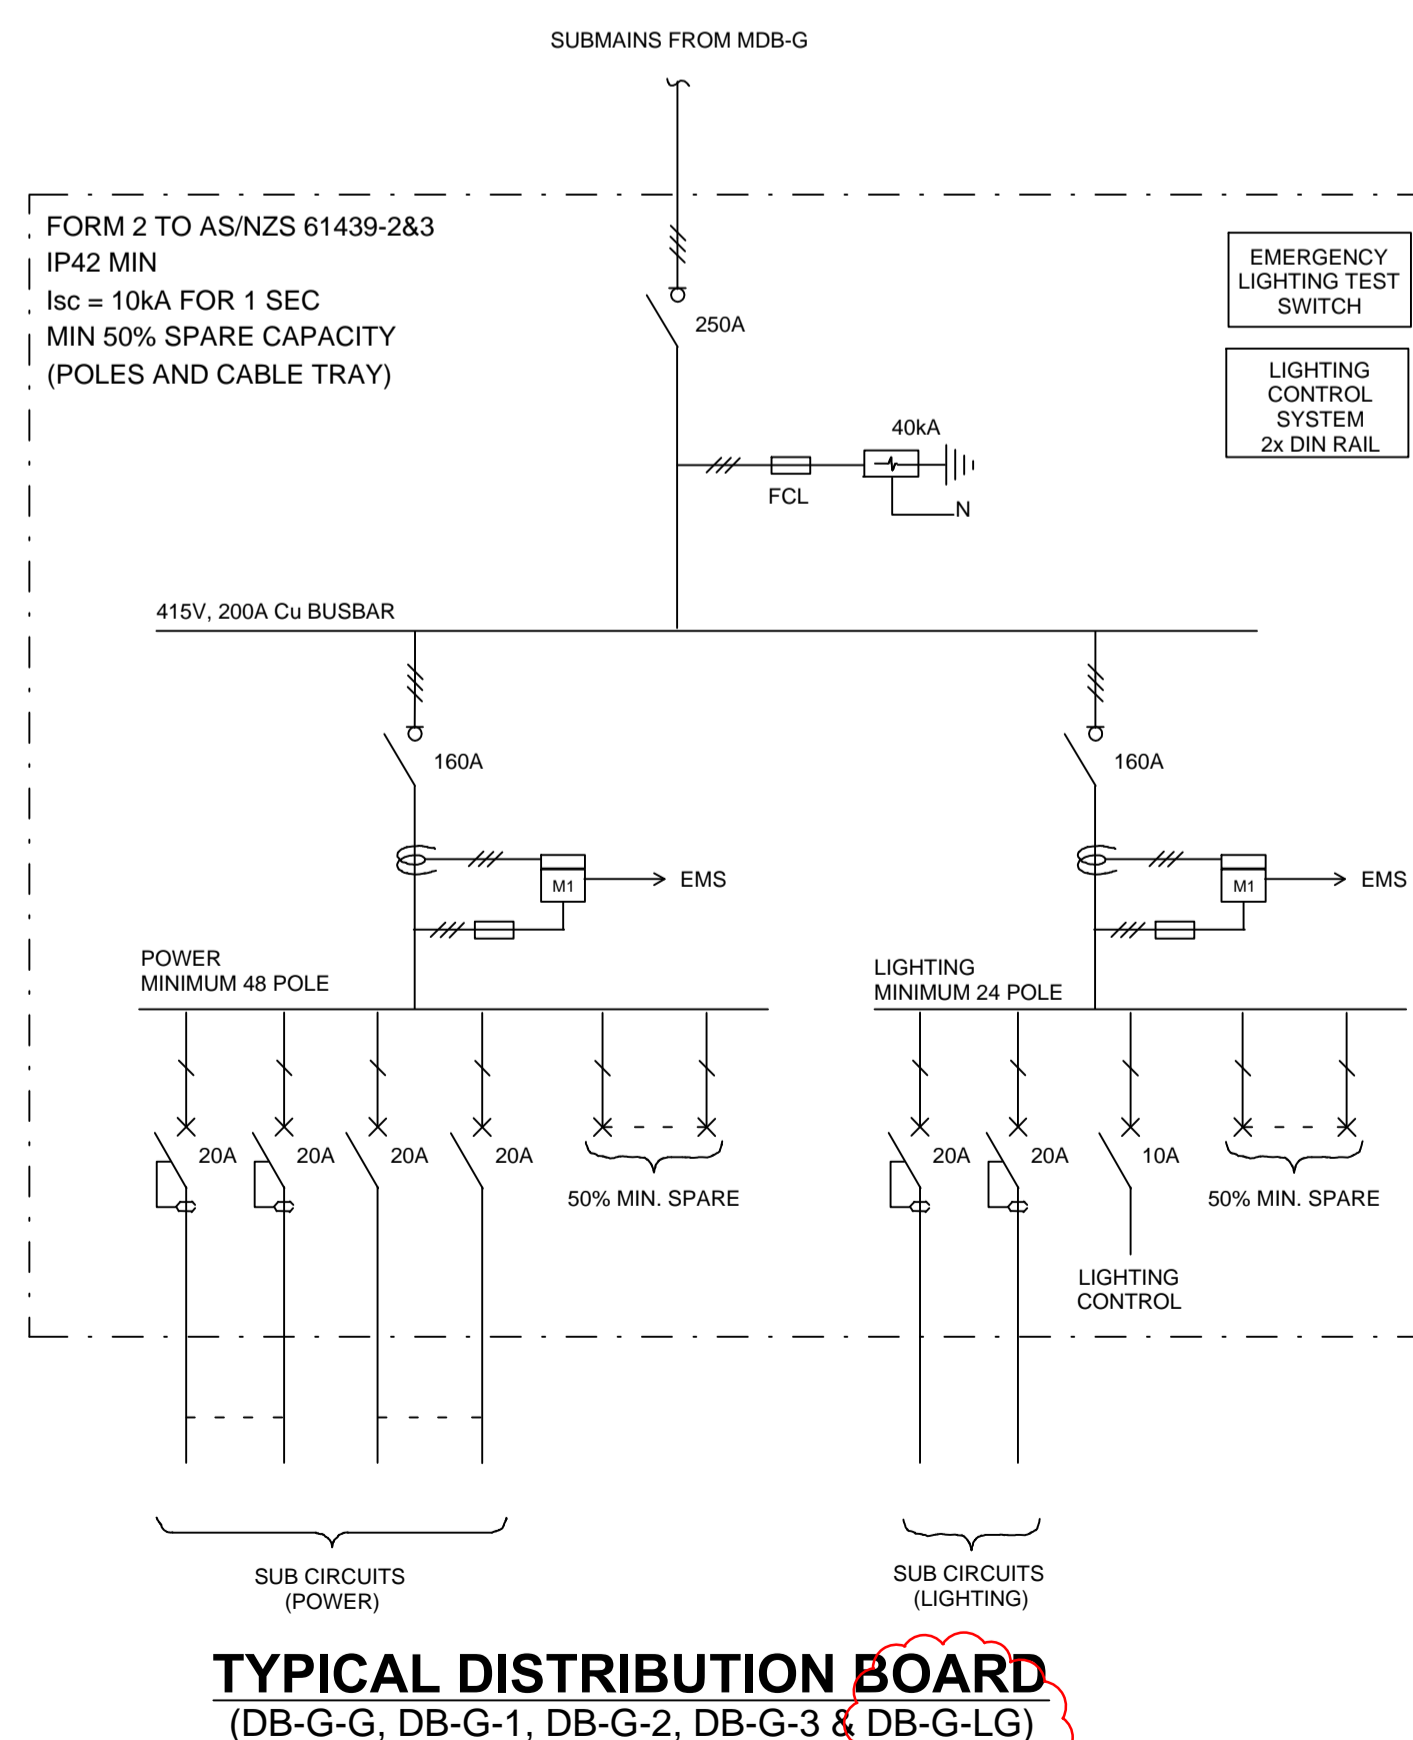 SUBMAINS FROM MDB-G
FORM 2 TO AS/NZS 61439-2&3
IP42 MIN
Isc = 10kA FOR 1 SEC
MIN 50% SPARE CAPACITY
(POLES AND CABLE TRAY)
EMERGENCY
LIGHTING TEST
SWITCH
250A
LIGHTING
CONTROL
SYSTEM
2x DIN RAIL
40kA
FCL
N
415V, 200A Cu BUSBAR
160A
160A
M1
EMS
M1
EMS
POWER
MINIMUM 48 POLE
LIGHTING
MINIMUM 24 POLE
20A
20A
20A
20A
50% MIN. SPARE
20A
20A
10A
50% MIN. SPARE
LIGHTING
CONTROL
SUB CIRCUITS
(POWER)
SUB CIRCUITS
(LIGHTING)
TYPICAL DISTRIBUTION BOARD
(DB-G-G, DB-G-1, DB-G-2, DB-G-3 & DB-G-LG)